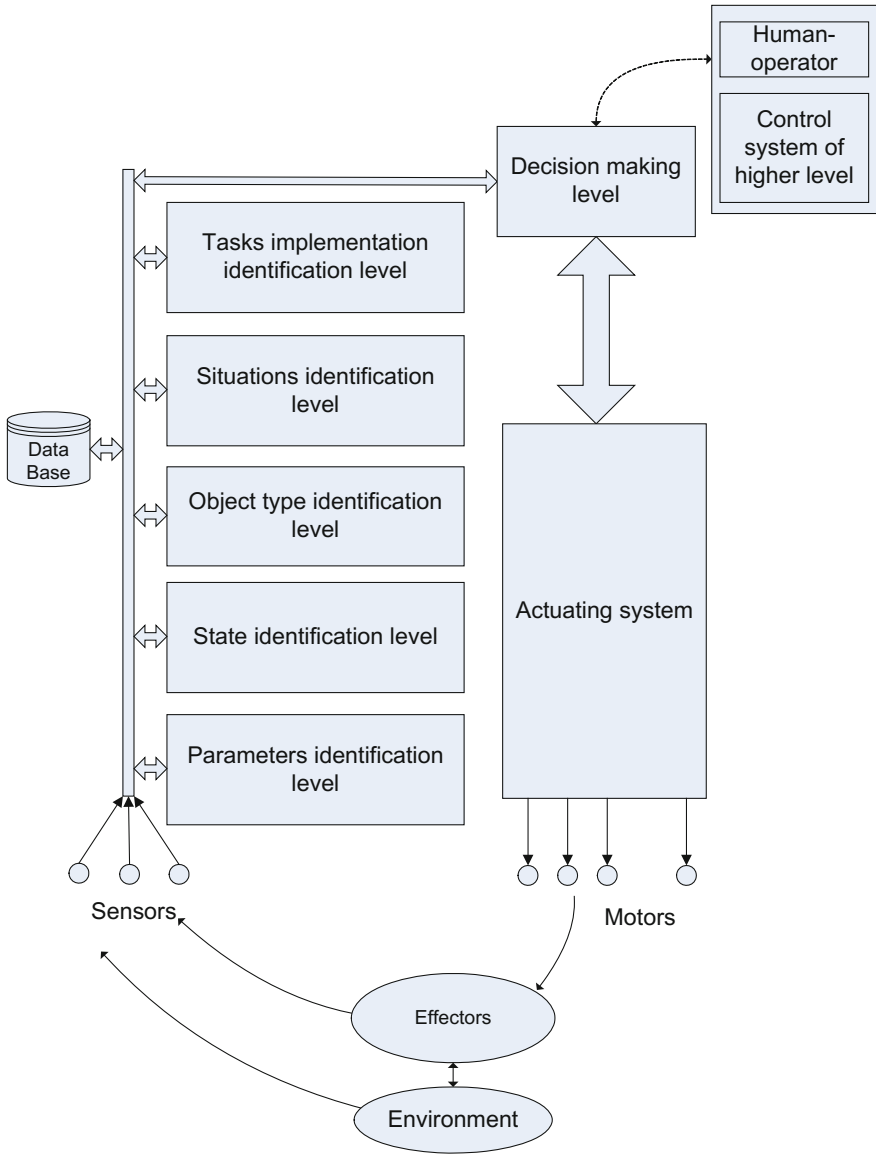 Human-
operator
Control
system of
higher level
Decision making
level
Tasks implementation
identification level
Situations identification
level
Data
Base
Object type identification
level
State identification level
Actuating system
Parameters identification
level
Sensors
Motors
Effectors
Environment